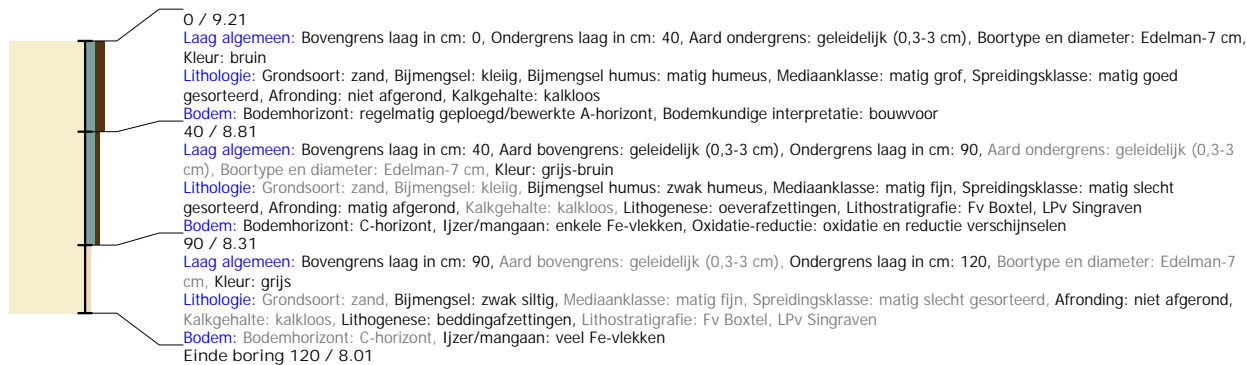 0 / 9.21
Laag algemeen: Bovengrens laag in cm: 0, Ondergrens laag in cm: 40, Aard ondergrens: geleidelijk (0,3-3 cm), Boortype en diameter: Edelman-7 cm,
Kleur: bruin
Lithologie: Grondsoort: zand, Bijmengsel: kleiig, Bijmengsel humus: matig humeus, Mediaanklasse: matig grof, Spreidingsklasse: matig goed
gesorteerd, Afronding: niet afgerond, Kalkgehalte: kalkloos
Bodem: Bodemhorizont: regelmatig geploegd/bewerkte A-horizont, Bodemkundige interpretatie: bouwvoor
40 / 8.81
Laag algemeen: Bovengrens laag in cm: 40, Aard bovengrens: geleidelijk (0,3-3 cm), Ondergrens laag in cm: 90, Aard ondergrens: geleidelijk (0,3-3
cm), Boortype en diameter: Edelman-7 cm, Kleur: grijs-bruin
Lithologie: Grondsoort: zand, Bijmengsel: kleiig, Bijmengsel humus: zwak humeus, Mediaanklasse: matig fijn, Spreidingsklasse: matig slecht
gesorteerd, Afronding: matig afgerond, Kalkgehalte: kalkloos, Lithogenese: oeverafzettingen, Lithostratigrafie: Fv Boxtel, LPv Singraven
Bodem: Bodemhorizont: C-horizont, Ijzer/mangaan: enkele Fe-vlekken, Oxidatie-reductie: oxidatie en reductie verschijnselen
90 / 8.31
Laag algemeen: Bovengrens laag in cm: 90, Aard bovengrens: geleidelijk (0,3-3 cm), Ondergrens laag in cm: 120, Boortype en diameter: Edelman-7
cm, Kleur: grijs
Lithologie: Grondsoort: zand, Bijmengsel: zwak siltig, Mediaanklasse: matig fijn, Spreidingsklasse: matig slecht gesorteerd, Afronding: niet afgerond,
Kalkgehalte: kalkloos, Lithogenese: beddingafzettingen, Lithostratigrafie: Fv Boxtel, LPv Singraven
Bodem: Bodemhorizont: C-horizont, Ijzer/mangaan: veel Fe-vlekken
Einde boring 120 / 8.01